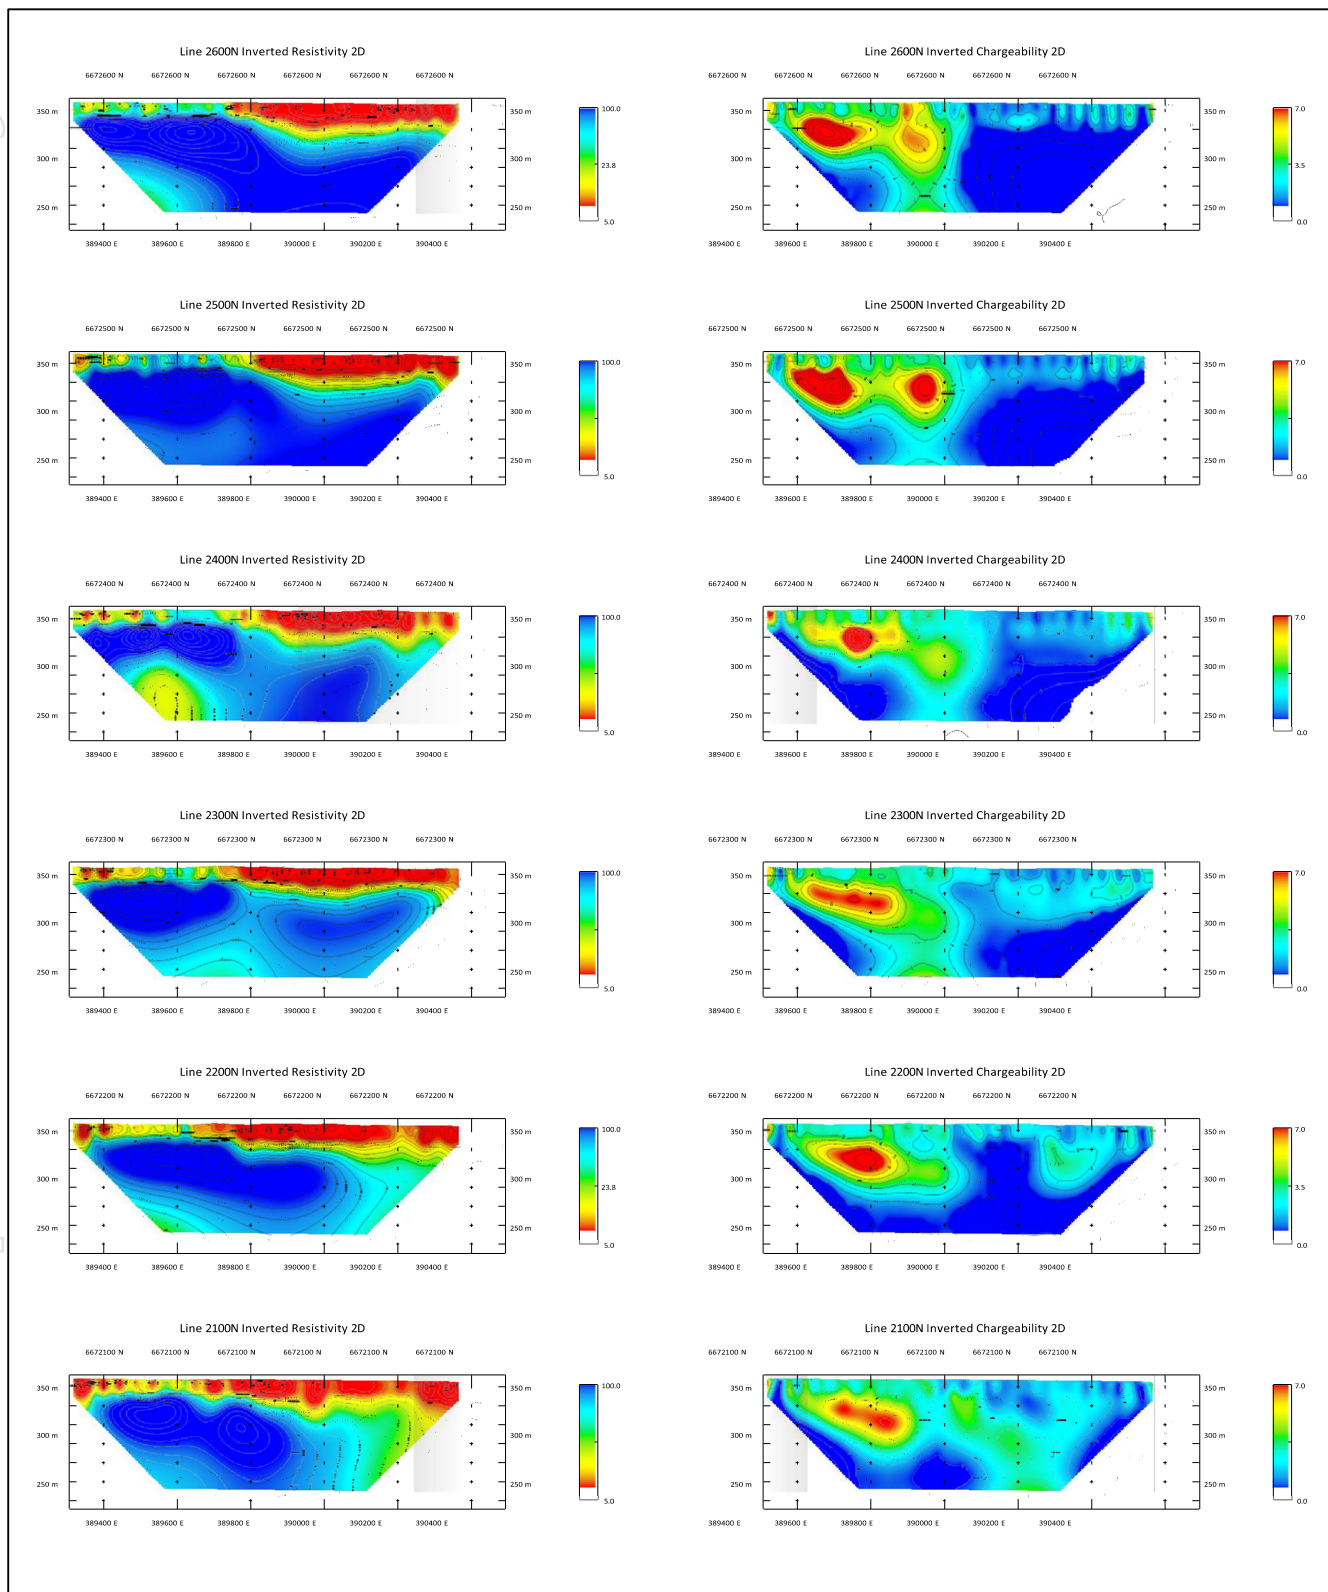 Line 2600N Inverted Resistivity 2D
6672600 N 6672600 N 6672600 N 6672600 N 6672600 N 6672600 N
350 m 350 m 100.0
300 m 300 m 23.8
250 m 250 m 5.0
389400 E 389600 E 389800 E 390000 E 390200 E 390400 E
Line 2600N Inverted Chargeability 2D
6672600 N 6672600 N 6672600 N 6672600 N 6672600 N 6672600 N
350 m 350 m 7.0
300 m 300 m 3.5
250 m 250 m 0.0
389400 E 389600 E 389800 E 390000 E 390200 E 390400 E
Line 2500N Inverted Resistivity 2D
6672500 N 6672500 N 6672500 N 6672500 N 6672500 N 6672500 N
350 m 350 m 100.0
300 m 300 m
250 m 250 m 5.0
389400 E 389600 E 389800 E 390000 E 390200 E 390400 E
Line 2500N Inverted Chargeability 2D
6672500 N 6672500 N 6672500 N 6672500 N 6672500 N 6672500 N
350 m 350 m 7.0
300 m 300 m
250 m 250 m 0.0
389400 E 389600 E 389800 E 390000 E 390200 E 390400 E
Line 2400N Inverted Resistivity 2D
6672400 N 6672400 N 6672400 N 6672400 N 6672400 N 6672400 N
350 m 350 m 100.0
300 m 300 m
250 m 250 m 5.0
389400 E 389600 E 389800 E 390000 E 390200 E 390400 E
Line 2400N Inverted Chargeability 2D
6672400 N 6672400 N 6672400 N 6672400 N 6672400 N 6672400 N
350 m 350 m 7.0
300 m 300 m
250 m 250 m 0.0
389400 E 389600 E 389800 E 390000 E 390200 E 390400 E
Line 2300N Inverted Resistivity 2D
6672300 N 6672300 N 6672300 N 6672300 N 6672300 N 6672300 N
350 m 350 m 100.0
300 m 300 m
250 m 250 m 5.0
389400 E 389600 E 389800 E 390000 E 390200 E 390400 E
Line 2300N Inverted Chargeability 2D
6672300 N 6672300 N 6672300 N 6672300 N 6672300 N 6672300 N
350 m 350 m 7.0
300 m 300 m
250 m 250 m 0.0
389400 E 389600 E 389800 E 390000 E 390200 E 390400 E
Line 2200N Inverted Resistivity 2D
6672200 N 6672200 N 6672200 N 6672200 N 6672200 N 6672200 N
350 m 350 m 100.0
300 m 300 m 23.8
250 m 250 m 5.0
389400 E 389600 E 389800 E 390000 E 390200 E 390400 E
Line 2200N Inverted Chargeability 2D
6672200 N 6672200 N 6672200 N 6672200 N 6672200 N 6672200 N
350 m 350 m 7.0
300 m 300 m 3.5
250 m 250 m 0.0
389400 E 389600 E 389800 E 390000 E 390200 E 390400 E
Line 2100N Inverted Resistivity 2D
6672100 N 6672100 N 6672100 N 6672100 N 6672100 N 6672100 N
350 m 350 m 100.0
300 m 300 m
250 m 250 m 5.0
389400 E 389600 E 389800 E 390000 E 390200 E 390400 E
Line 2100N Inverted Chargeability 2D
6672100 N 6672100 N 6672100 N 6672100 N 6672100 N 6672100 N
350 m 350 m 7.0
300 m 300 m
250 m 250 m 0.0
389400 E 389600 E 389800 E 390000 E 390200 E 390400 E